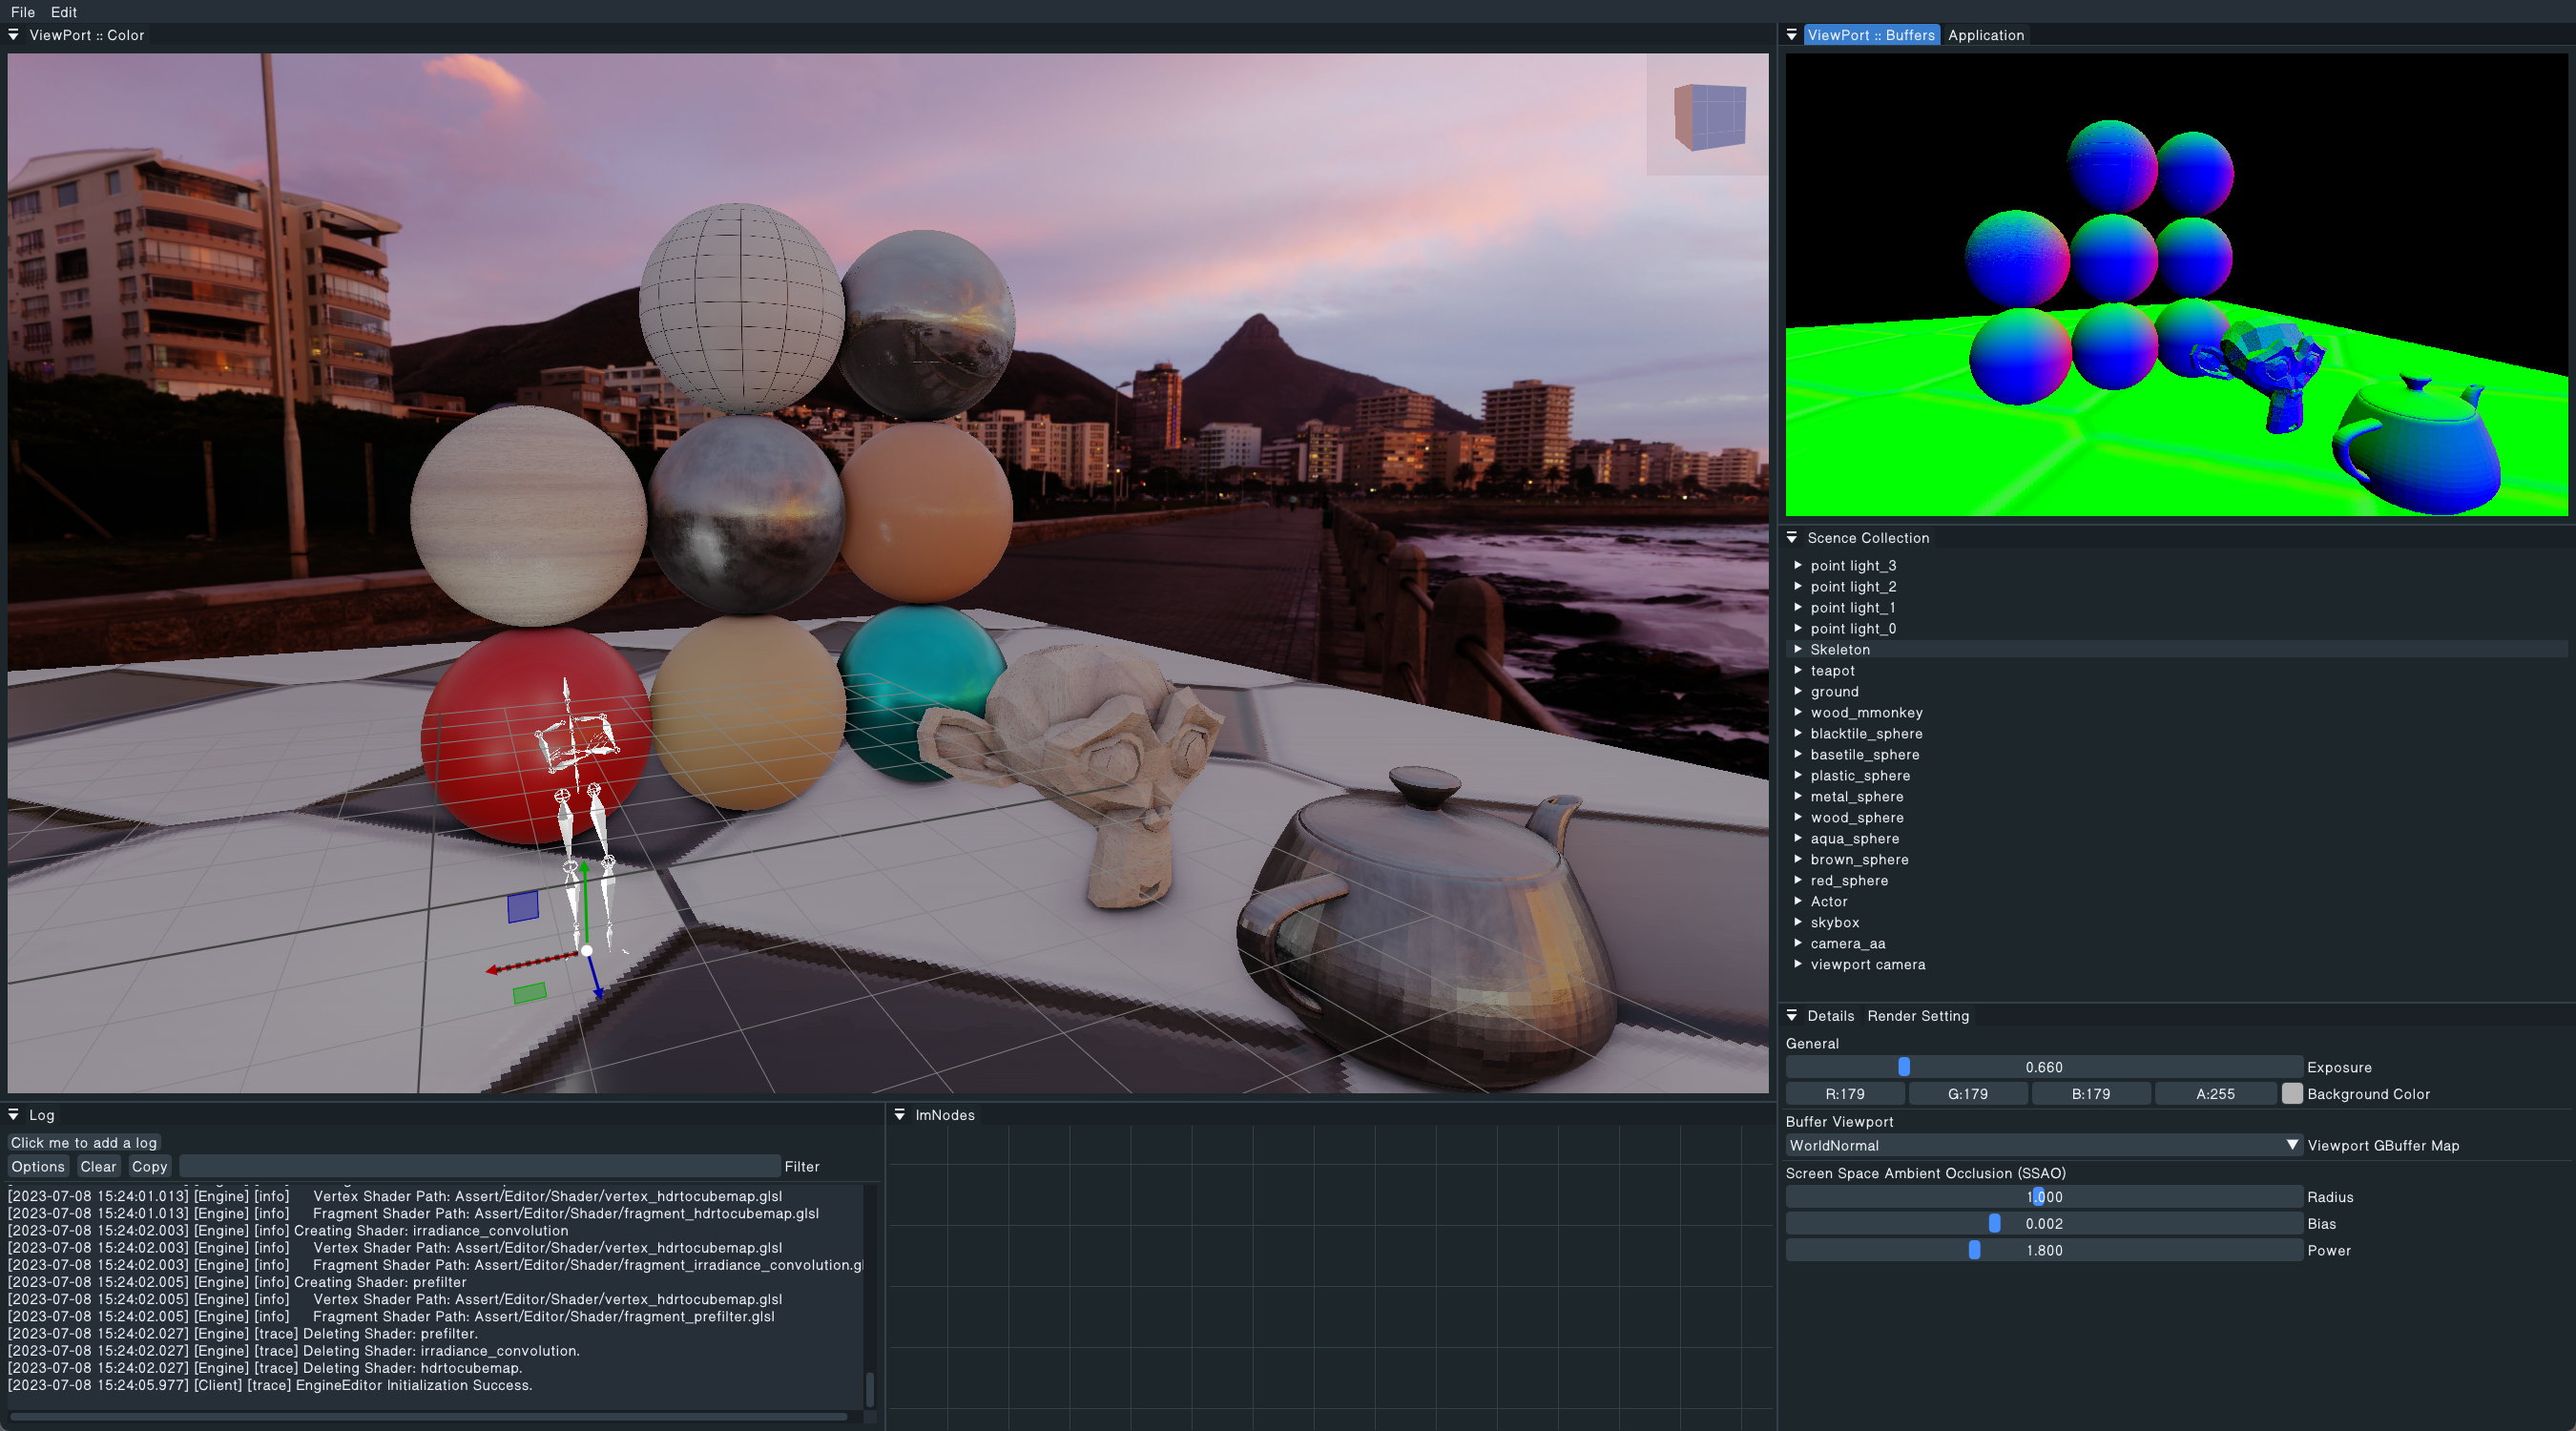 File Edit
ViewPort :: Color
ViewPort :: Buffers Application
Scence Collection
point light_3
point light_2
point light_1
point light_0
Skeleton
teapot
ground
wood_mmonkey
blacktile_sphere
basetile_sphere
plastic_sphere
metal_sphere
wood_sphere
aqua_sphere
brown_sphere
red_sphere
Actor
skybox
camera_aa
viewport camera
Details Render Setting
General
0.660 Exposure
R:179 G:179 B:179 A:255 Background Color
Buffer Viewport
WorldNormal Viewport GBuffer Map
Screen Space Ambient Occlusion (SSAO)
1.000 Radius
0.002 Bias
1.800 Power
Log
Click me to add a log
Options Clear Copy Filter
[2023-07-08 15:24:01.013] [Engine] [info] Vertex Shader Path: Assert/Editor/Shader/vertex_hdrtocubemap.glsl
[2023-07-08 15:24:01.013] [Engine] [info] Fragment Shader Path: Assert/Editor/Shader/fragment_hdrtocubemap.glsl
[2023-07-08 15:24:02.003] [Engine] [info] Creating Shader: irradiance_convolution
[2023-07-08 15:24:02.003] [Engine] [info] Vertex Shader Path: Assert/Editor/Shader/vertex_hdrtocubemap.glsl
[2023-07-08 15:24:02.003] [Engine] [info] Fragment Shader Path: Assert/Editor/Shader/fragment_irradiance_convolution.gl
[2023-07-08 15:24:02.005] [Engine] [info] Creating Shader: prefilter
[2023-07-08 15:24:02.005] [Engine] [info] Vertex Shader Path: Assert/Editor/Shader/vertex_hdrtocubemap.glsl
[2023-07-08 15:24:02.005] [Engine] [info] Fragment Shader Path: Assert/Editor/Shader/fragment_prefilter.glsl
[2023-07-08 15:24:02.027] [Engine] [trace] Deleting Shader: prefilter.
[2023-07-08 15:24:02.027] [Engine] [trace] Deleting Shader: irradiance_convolution.
[2023-07-08 15:24:02.027] [Engine] [trace] Deleting Shader: hdrtocubemap.
[2023-07-08 15:24:05.977] [Client] [trace] EngineEditor Initialization Success.
ImNodes